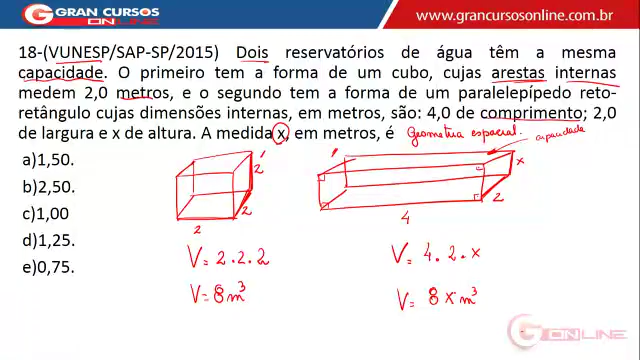 GRAN CURSOS
ONLINE
www.grancursosonline.com.br
18-(VUNESP/SAP-SP/2015) Dois reservatórios de água têm a mesma
capacidade. O primeiro tem a forma de um cubo, cujas arestas internas
medem 2,0 metros, e o segundo tem a forma de um paralelepípedo reto-
retângulo cujas dimensões internas, em metros, são: 4,0 de comprimento; 2,0
de largura e x de altura. A medida x, em metros, é Geometria espacial.
capacidade
a)1,50.
b)2,50.
c)1,00
d)1,25.
e)0,75.
2
2
2
x
2
4
V= 2.2.2
V= 4.2.x
V= 8m³
V= 8x m³
G ONLINE